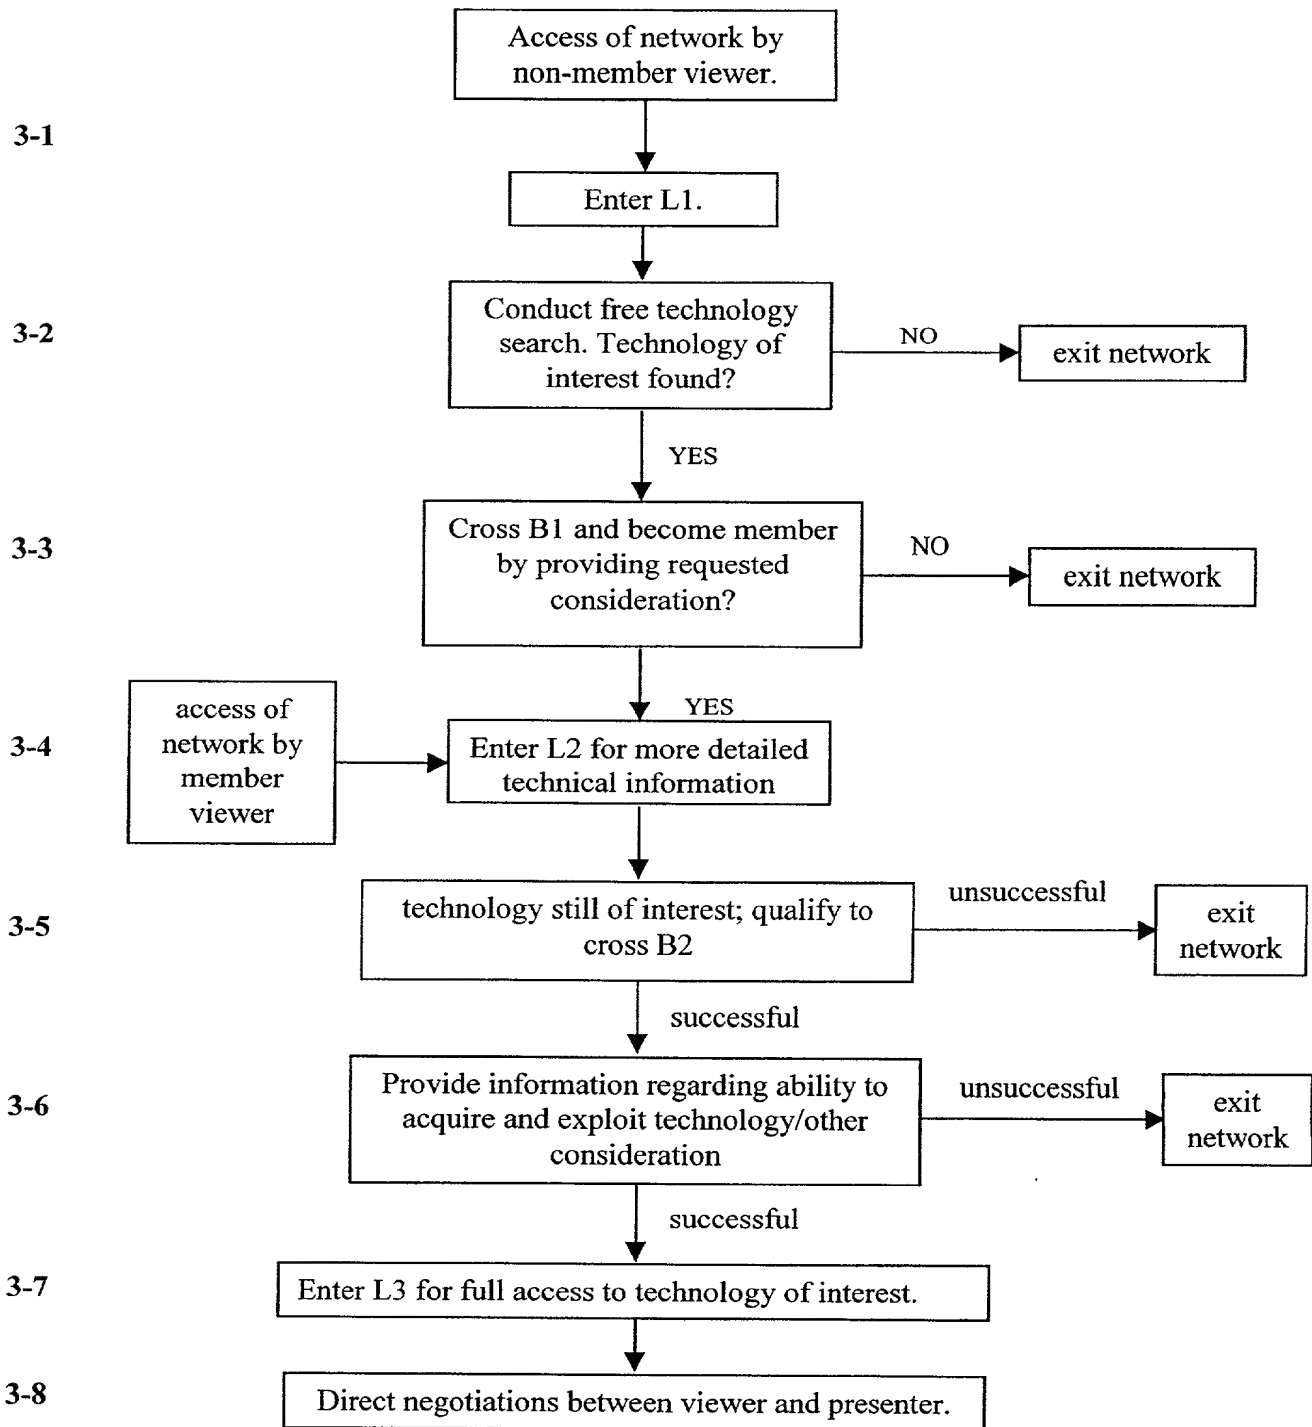 Access of network by
non-member viewer.
3-1
Enter L1.
3-2
Conduct free technology
search. Technology of
interest found?
NO
exit network
YES
3-3
Cross B1 and become member
by providing requested
consideration?
NO
exit network
YES
3-4
access of
network by
member
viewer
Enter L2 for more detailed
technical information
3-5
technology still of interest; qualify to
cross B2
unsuccessful
exit
network
successful
3-6
Provide information regarding ability to
acquire and exploit technology/other
consideration
unsuccessful
exit
network
successful
3-7
Enter L3 for full access to technology of interest.
3-8
Direct negotiations between viewer and presenter.